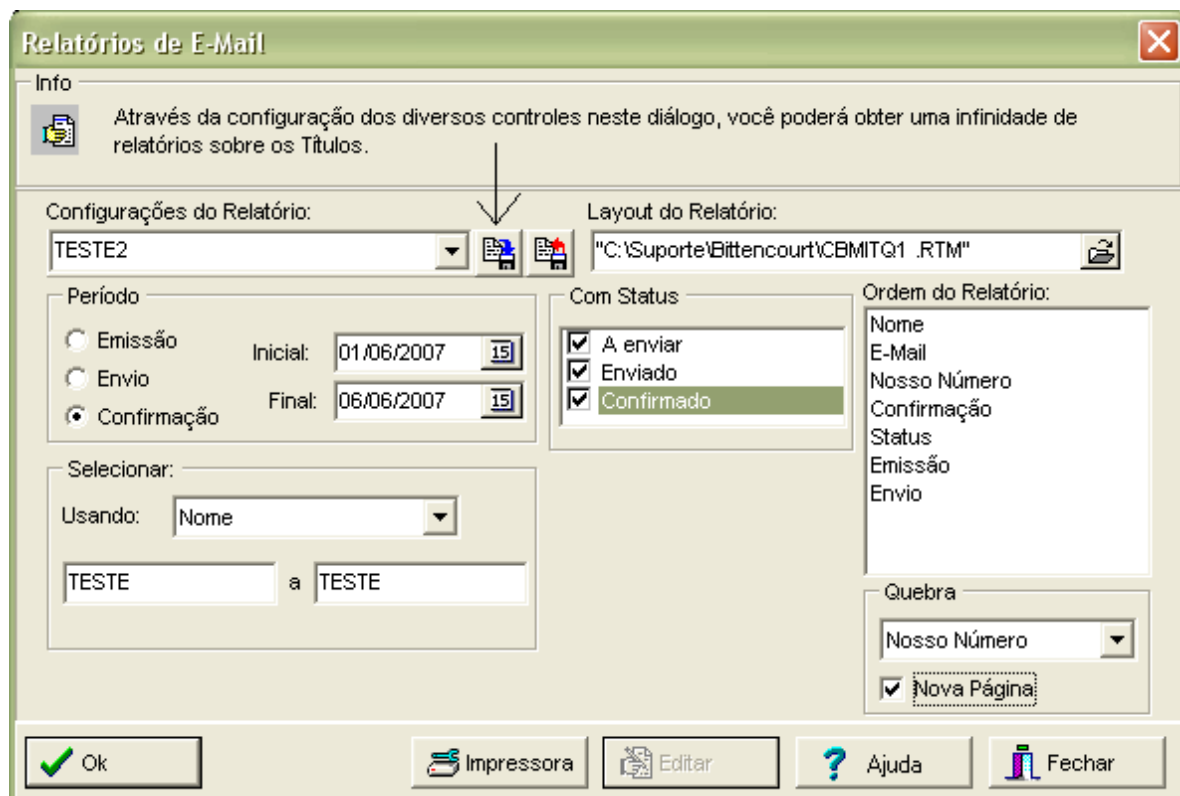 Relatórios de E-Mail
Info
Através da configuração dos diversos controles neste diálogo, você poderá obter uma infinidade de
relatórios sobre os Títulos.
Configurações do Relatório:
Layout do Relatório:
TESTE2
"C:\Suporte\Bittencourt\CBMITQ1 .RTM"
Período
Emissão
Envio
Confirmação
Inicial:
01/06/2007
15
Final:
06/06/2007
15
Com Status
A enviar
Enviado
Confirmado
Ordem do Relatório:
Nome
E-Mail
Nosso Número
Confirmação
Status
Emissão
Envio
Selecionar:
Usando:
Nome
TESTE a TESTE
Quebra
Nosso Número
Nova Página
Ok
Impressora
Editar
Ajuda
Fechar